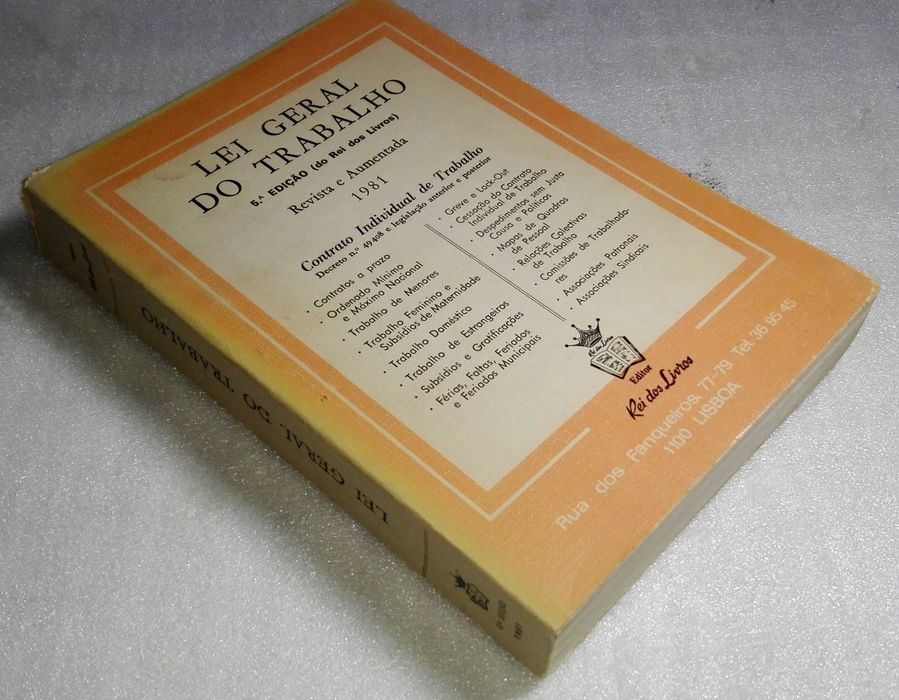 LEI GERAL
DO TRABALHO
5.ª EDIÇÃO (do Rei dos Livros)
Revista e Aumentada
1981
Contrato Individual de Trabalho
Decreto n.º 49408 e legislação anterior e posterior
· Contratos a prazo
· Ordenado Mínimo
e Máximo Nacional
· Trabalho de Menores
· Trabalho Feminino e
Subsídios de Maternidade
· Trabalho Doméstico
· Trabalho de Estrangeiros
· Subsídios e Gratificações
· Férias, Faltas, Feriados
e Feriados Municipais
· Greve e Lock-Out
· Cessação do Contrato
Individual de Trabalho
· Despedimentos sem Justa
Causa e Políticos
· Mapas de Quadros
de Pessoal
· Relações Colectivas
de Trabalho
· Comissões de Trabalhado-
res
· Associações Patronais
· Associações Sindicais
Editor
Rei dos Livros
Rua dos Fanqueiros, 77-79 Tel. 36 95 45
1100 LISBOA
LEI GERAL DO TRABALHO